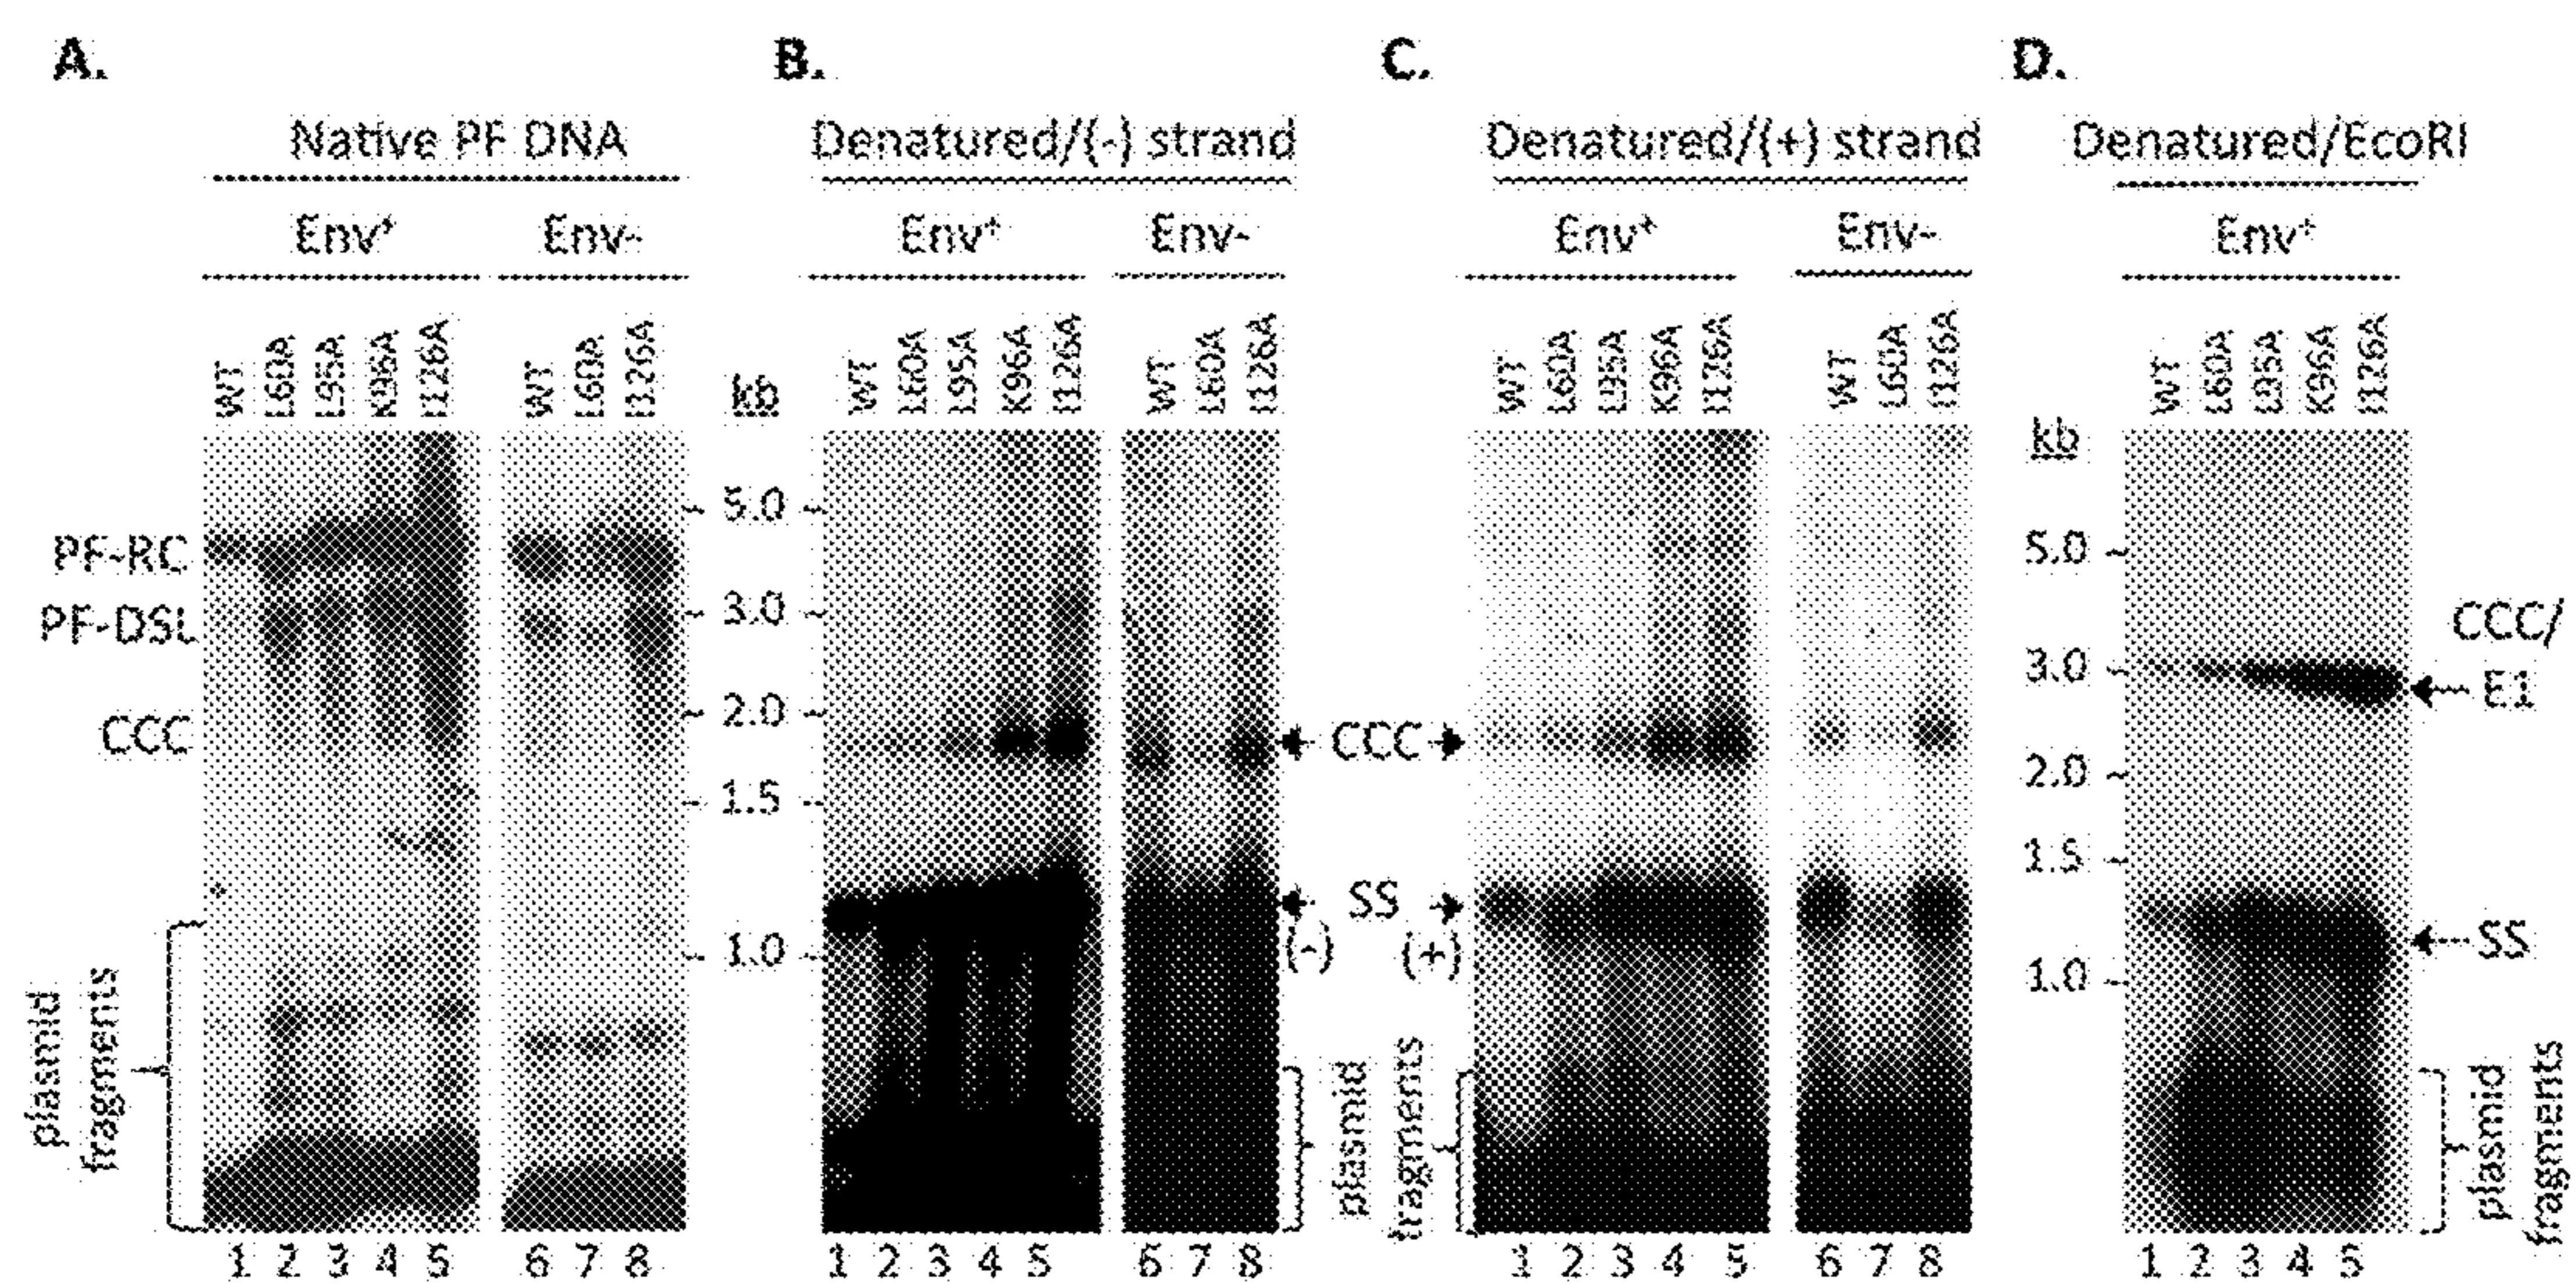 A.
B.
C.
D.
Native PF DNA
Denatured/(-) strand
Denatured/(+) strand
Denatured/EcoRI
Env+ Env-
Env+ Env-
Env+ Env-
Env+
WT L60A L95A K96A I126A WT L60A I126A
kb
WT L60A L95A K96A I126A WT L60A I126A
WT L60A L95A K96A I126A WT L60A I126A
kb
WT L60A L95A K96A I126A
PF-RC
PF-DSL
CCC
plasmid
fragments
5.0
3.0
2.0
1.5
1.0
CCC
SS
(-) (+)
plasmid
fragments
5.0
3.0
2.0
1.5
1.0
CCC/
E1
SS
plasmid
fragments
1 2 3 4 5 6 7 8
1 2 3 4 5 6 7 8
1 2 3 4 5 6 7 8
1 2 3 4 5